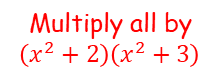 Multiply all by
(x² + 2)(x² + 3)